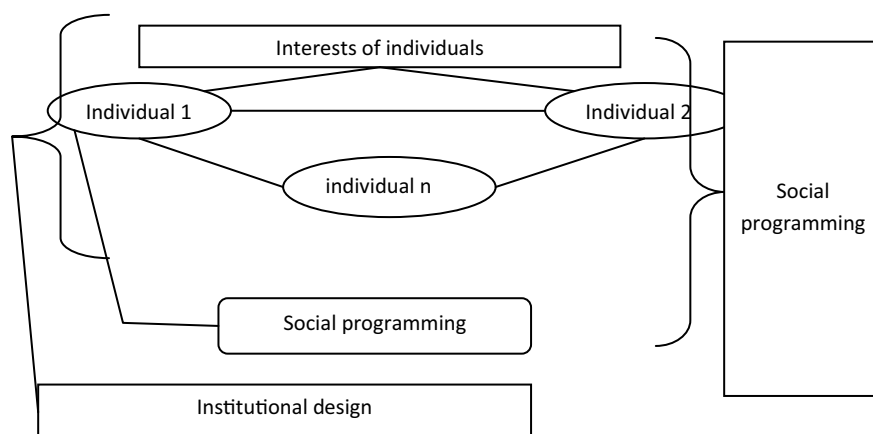 Interests of individuals
Individual 1
Individual 2
individual n
Social
programming
Social programming
Institutional design